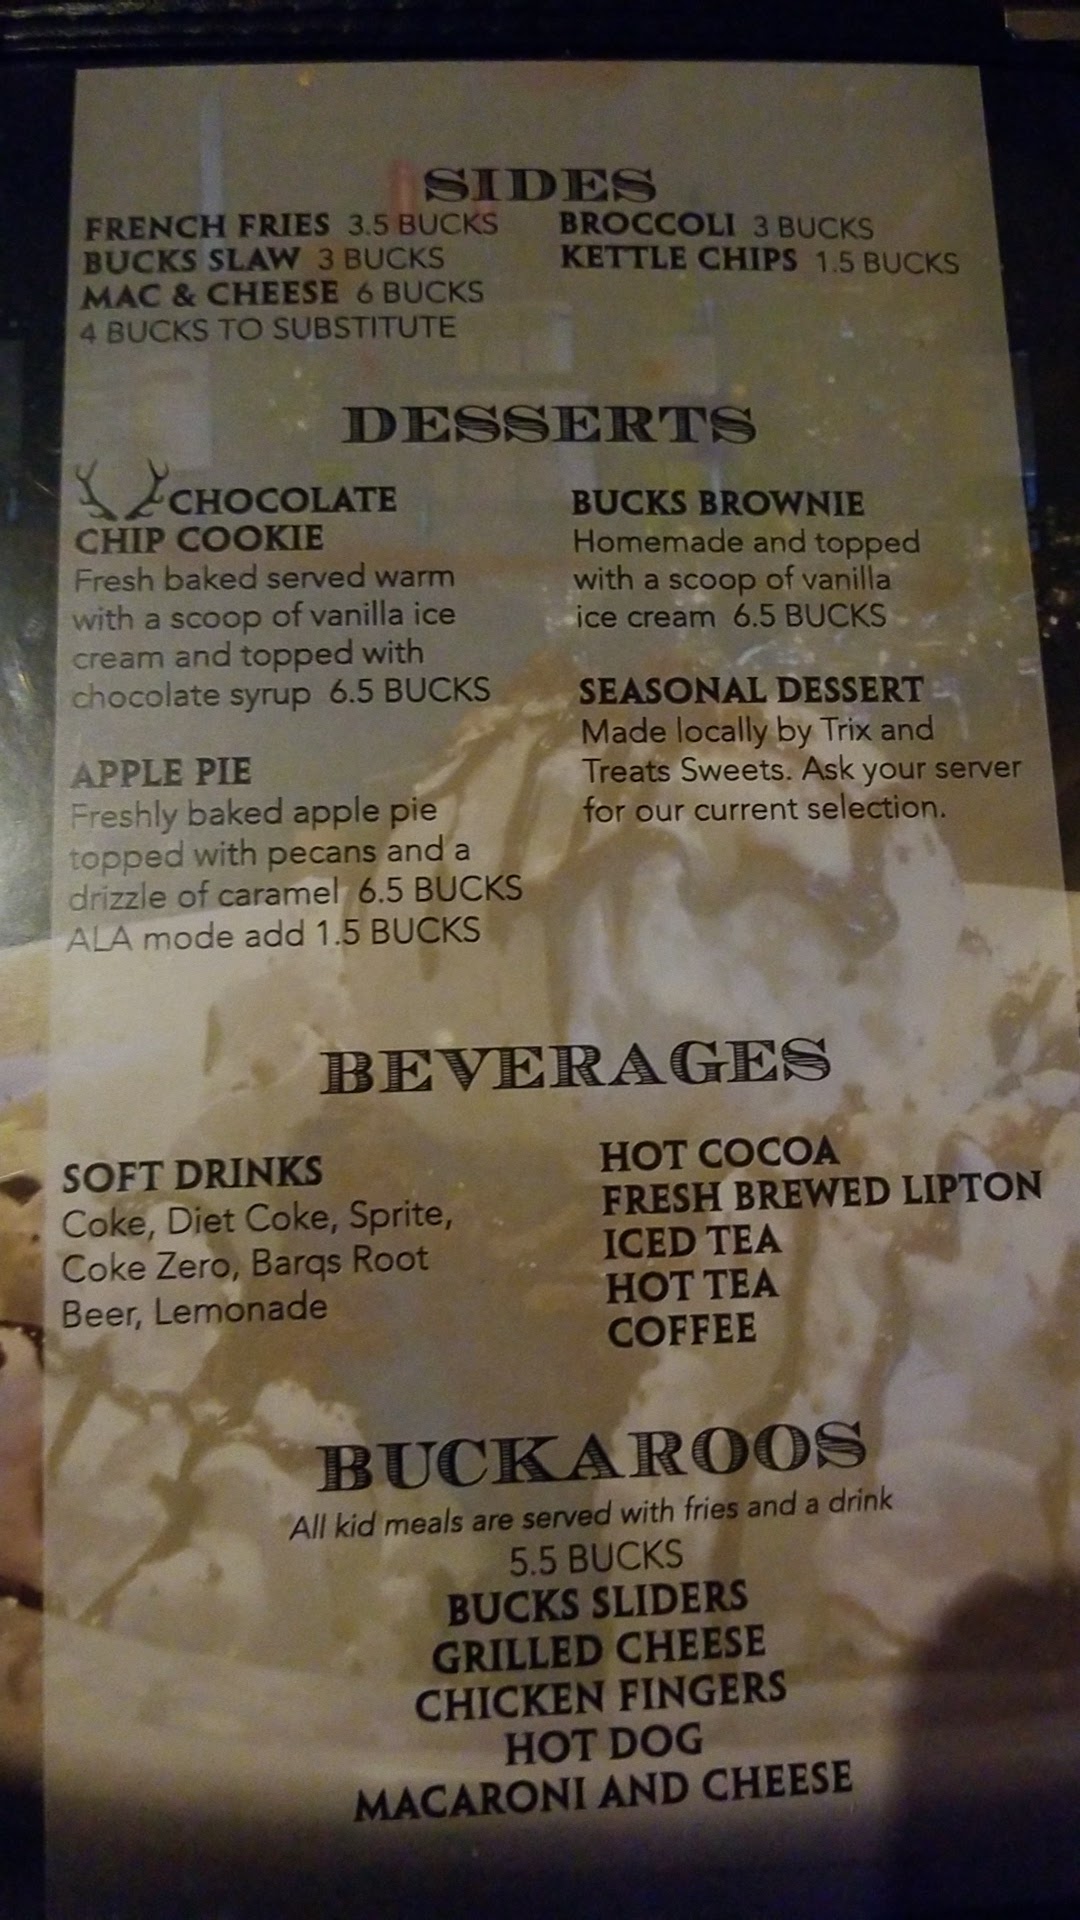 SIDES
FRENCH FRIES 3.5 BUCKS
BUCKS SLAW 3 BUCKS
MAC & CHEESE 6 BUCKS
4 BUCKS TO SUBSTITUTE
BROCCOLI 3 BUCKS
KETTLE CHIPS 1.5 BUCKS
DESSERTS
CHOCOLATE
CHIP COOKIE
Fresh baked served warm
with a scoop of vanilla ice
cream and topped with
chocolate syrup 6.5 BUCKS
APPLE PIE
Freshly baked apple pie
topped with pecans and a
drizzle of caramel 6.5 BUCKS
ALA mode add 1.5 BUCKS
BUCKS BROWNIE
Homemade and topped
with a scoop of vanilla
ice cream 6.5 BUCKS
SEASONAL DESSERT
Made locally by Trix and
Treats Sweets. Ask your server
for our current selection.
BEVERAGES
SOFT DRINKS
Coke, Diet Coke, Sprite,
Coke Zero, Barqs Root
Beer, Lemonade
HOT COCOA
FRESH BREWED LIPTON
ICED TEA
HOT TEA
COFFEE
BUCKAROOS
All kid meals are served with fries and a drink
5.5 BUCKS
BUCKS SLIDERS
GRILLED CHEESE
CHICKEN FINGERS
HOT DOG
MACARONI AND CHEESE